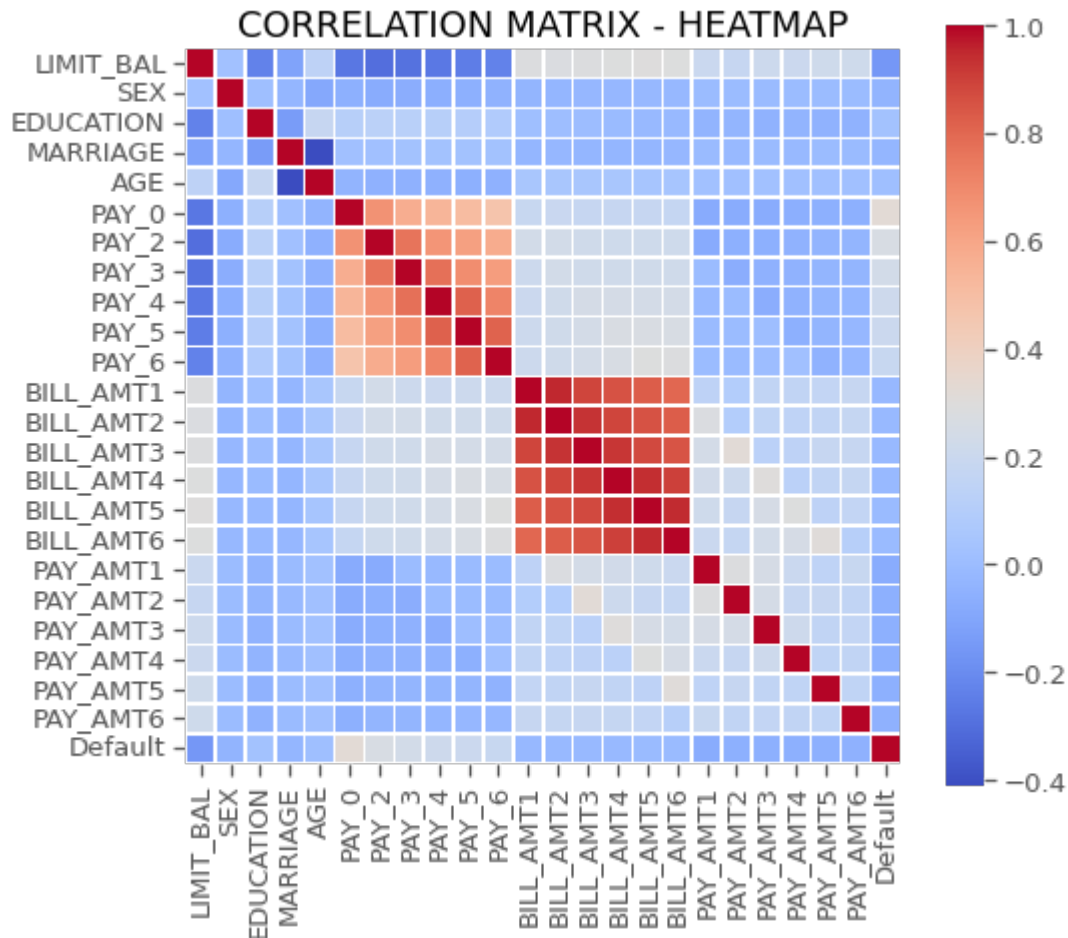 CORRELATION MATRIX - HEATMAP
LIMIT_BAL
SEX
EDUCATION
MARRIAGE
AGE
PAY_0
PAY_2
PAY_3
PAY_4
PAY_5
PAY_6
BILL_AMT1
BILL_AMT2
BILL_AMT3
BILL_AMT4
BILL_AMT5
BILL_AMT6
PAY_AMT1
PAY_AMT2
PAY_AMT3
PAY_AMT4
PAY_AMT5
PAY_AMT6
Default
LIMIT_BAL
SEX
EDUCATION
MARRIAGE
AGE
PAY_0
PAY_2
PAY_3
PAY_4
PAY_5
PAY_6
BILL_AMT1
BILL_AMT2
BILL_AMT3
BILL_AMT4
BILL_AMT5
BILL_AMT6
PAY_AMT1
PAY_AMT2
PAY_AMT3
PAY_AMT4
PAY_AMT5
PAY_AMT6
Default
1.0
0.8
0.6
0.4
0.2
0.0
−0.2
−0.4